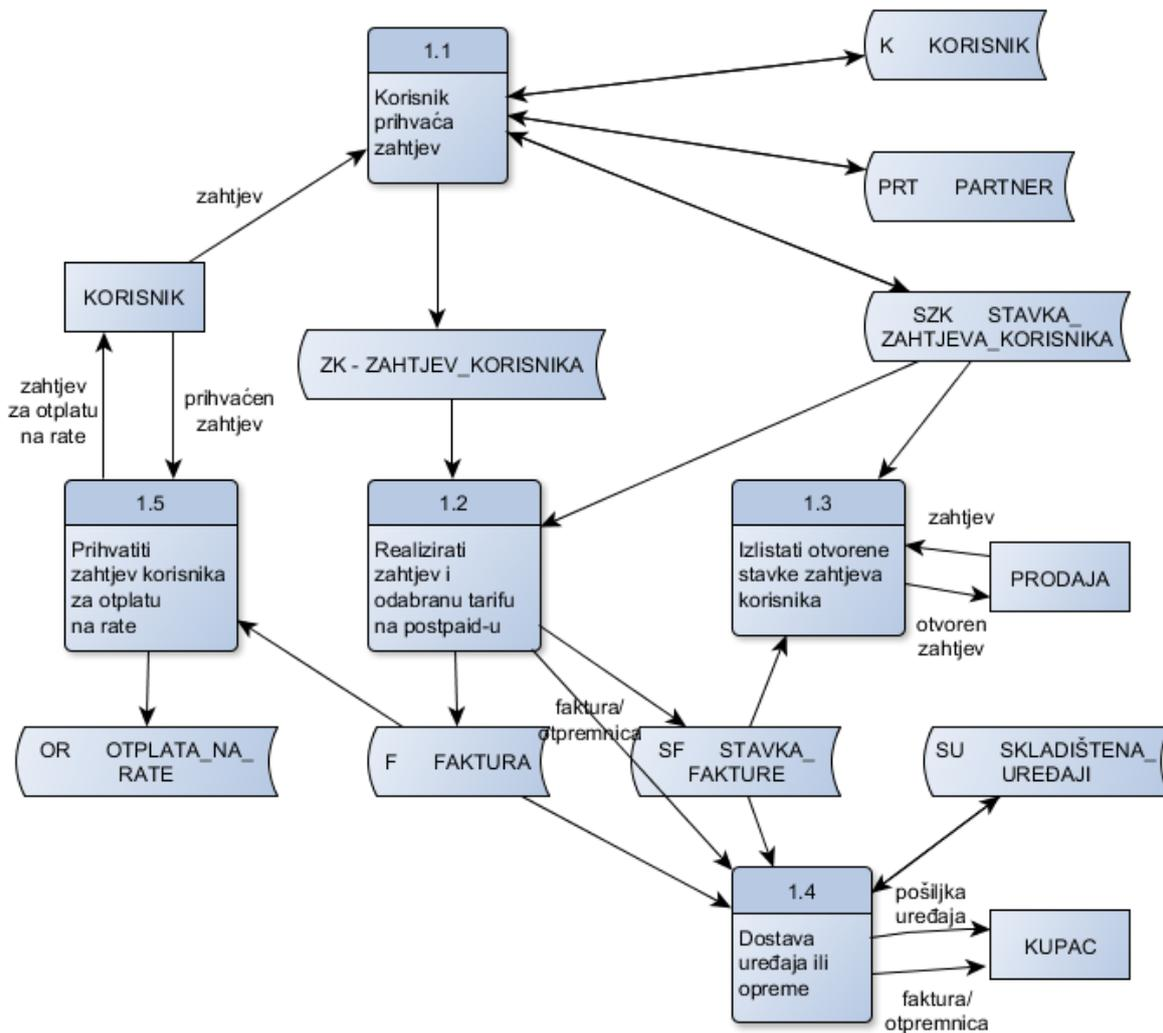 1.1
Korisnik
prihvaća
zahtjev
K KORISNIK
PRT PARTNER
zahtjev
KORISNIK
SZK STAVKA_
ZAHTJEVA_KORISNIKA
ZK - ZAHTJEV_KORISNIKA
zahtjev
za otplatu
na rate
prihvaćen
zahtjev
1.5
Prihvatiti
zahtjev korisnika
za otplatu
na rate
1.2
Realizirati
zahtjev i
odabranu tarifu
na postpaid-u
1.3
Izlistati otvorene
stavke zahtjeva
korisnika
zahtjev
PRODAJA
otvoren
zahtjev
faktura/
otpremnica
OR OTPLATA_NA_
RATE
F FAKTURA
SF STAVKA_
FAKTURE
SU SKLADIŠTENA_
UREĐAJI
1.4
Dostava
uređaja ili
opreme
pošiljka
uređaja
KUPAC
faktura/
otpremnica